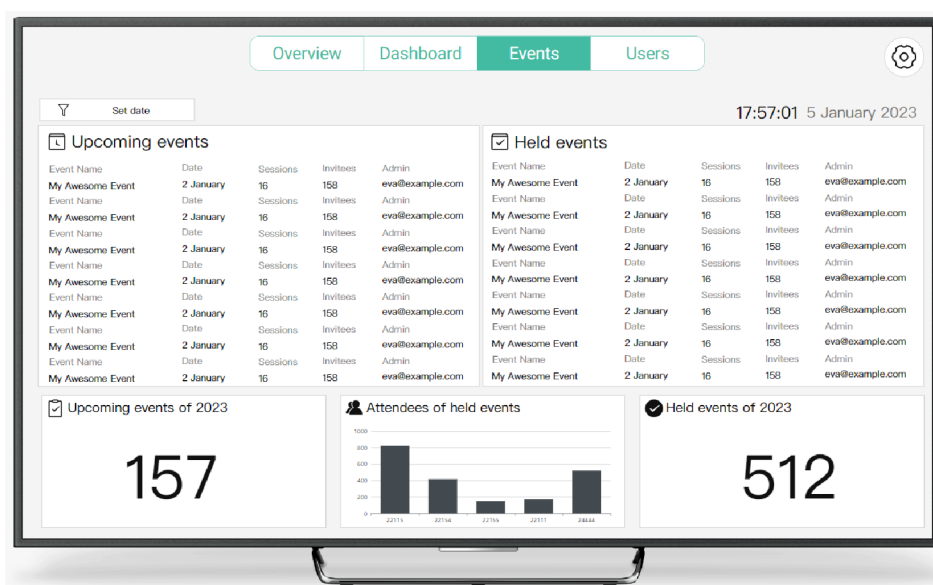 Overview Dashboard Events Users
Set date
17:57:01 5 January 2023
Upcoming events
Event Name Date Sessions Invitees Admin
My Awesome Event 2 January 16 158 eva@example.com
Event Name Date Sessions Invitees Admin
My Awesome Event 2 January 16 158 eva@example.com
Event Name Date Sessions Invitees Admin
My Awesome Event 2 January 16 158 eva@example.com
Event Name Date Sessions Invitees Admin
My Awesome Event 2 January 16 158 eva@example.com
Event Name Date Sessions Invitees Admin
My Awesome Event 2 January 16 158 eva@example.com
Event Name Date Sessions Invitees Admin
My Awesome Event 2 January 16 158 eva@example.com
Event Name Date Sessions Invitees Admin
My Awesome Event 2 January 16 158 eva@example.com
Held events
Event Name Date Sessions Invitees Admin
My Awesome Event 2 January 16 158 eva@example.com
Event Name Date Sessions Invitees Admin
My Awesome Event 2 January 16 158 eva@example.com
Event Name Date Sessions Invitees Admin
My Awesome Event 2 January 16 158 eva@example.com
Event Name Date Sessions Invitees Admin
My Awesome Event 2 January 16 158 eva@example.com
Event Name Date Sessions Invitees Admin
My Awesome Event 2 January 16 158 eva@example.com
Event Name Date Sessions Invitees Admin
My Awesome Event 2 January 16 158 eva@example.com
Event Name Date Sessions Invitees Admin
My Awesome Event 2 January 16 158 eva@example.com
Upcoming events of 2023
157
Attendees of held events
1000
800
600
400
200
0
22115 22154 22155 22111 24444
Held events of 2023
512